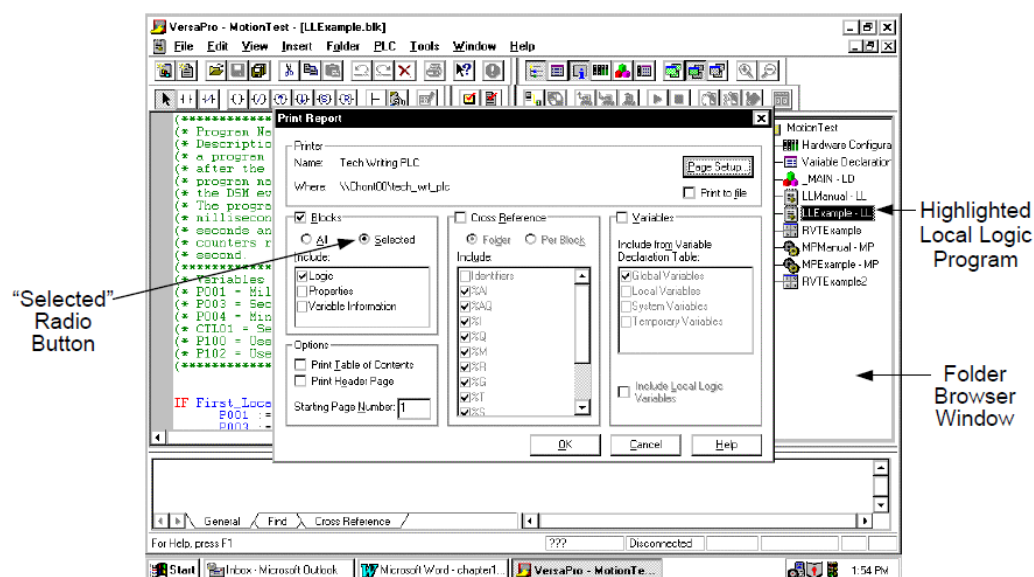 VersaPro - MotionTest - [LLExample.blk]
File Edit View Insert Folder PLC Tools Window Help
(* Program Na
(* Descriptio
(* a program
(* after the
(* program na
(* the DSM ev
(* The progra
(* millisecon
(* seconds an
(* counters r
(* second.
(* Variables
(* P001 = Mil
(* P003 = Sec
(* P004 = Min
(* CTL01 = Se
(* P100 = Use
(* P102 = Use
IF First_Loca
P001 :=
P003 :=
Print Report
Printer
Name: Tech Writing PLC
Page Setup...
Where: \\Chont00\tech_wrt_plc
Print to file
Blocks
All
Selected
Include:
Logic
Properties
Variable Information
Options
Print Table of Contents
Print Header Page
Starting Page Number: 1
Cross Reference
Folder
Per Block
Include:
Identifiers
%AI
%AQ
%I
%Q
%M
%R
%G
%T
%S
Variables
Include from Variable
Declaration Table:
Global Variables
Local Variables
System Variables
Temporary Variables
Include Local Logic
Variables
OK
Cancel
Help
MotionTest
Hardware Configura
Variable Declaration
_MAIN - LD
LLManual - LL
LLExample - LL
RVTExample
MPManual - MP
MPExample - MP
RVTExample2
"Selected"
Radio
Button
Highlighted
Local Logic
Program
Folder
Browser
Window
General
Find
Cross Reference
For Help, press F1
???
Disconnected
Start
Inbox - Microsoft Outlook
Microsoft Word - chapter1...
VersaPro - MotionTe...
1:54 PM